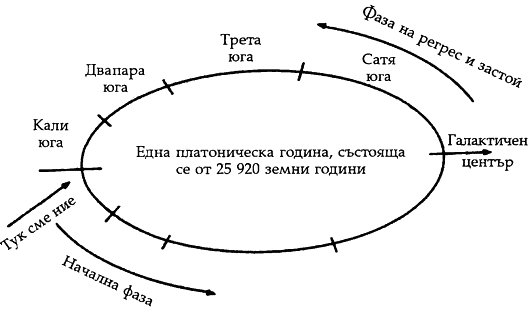 Фаза на регрес и застой
Трета
юга
Сатя
юга
Двапара
юга
Кали
юга
Една платоническа година, състояща
се от 25 920 земни години
Галактичен
център
Тук сме ние
Начална фаза